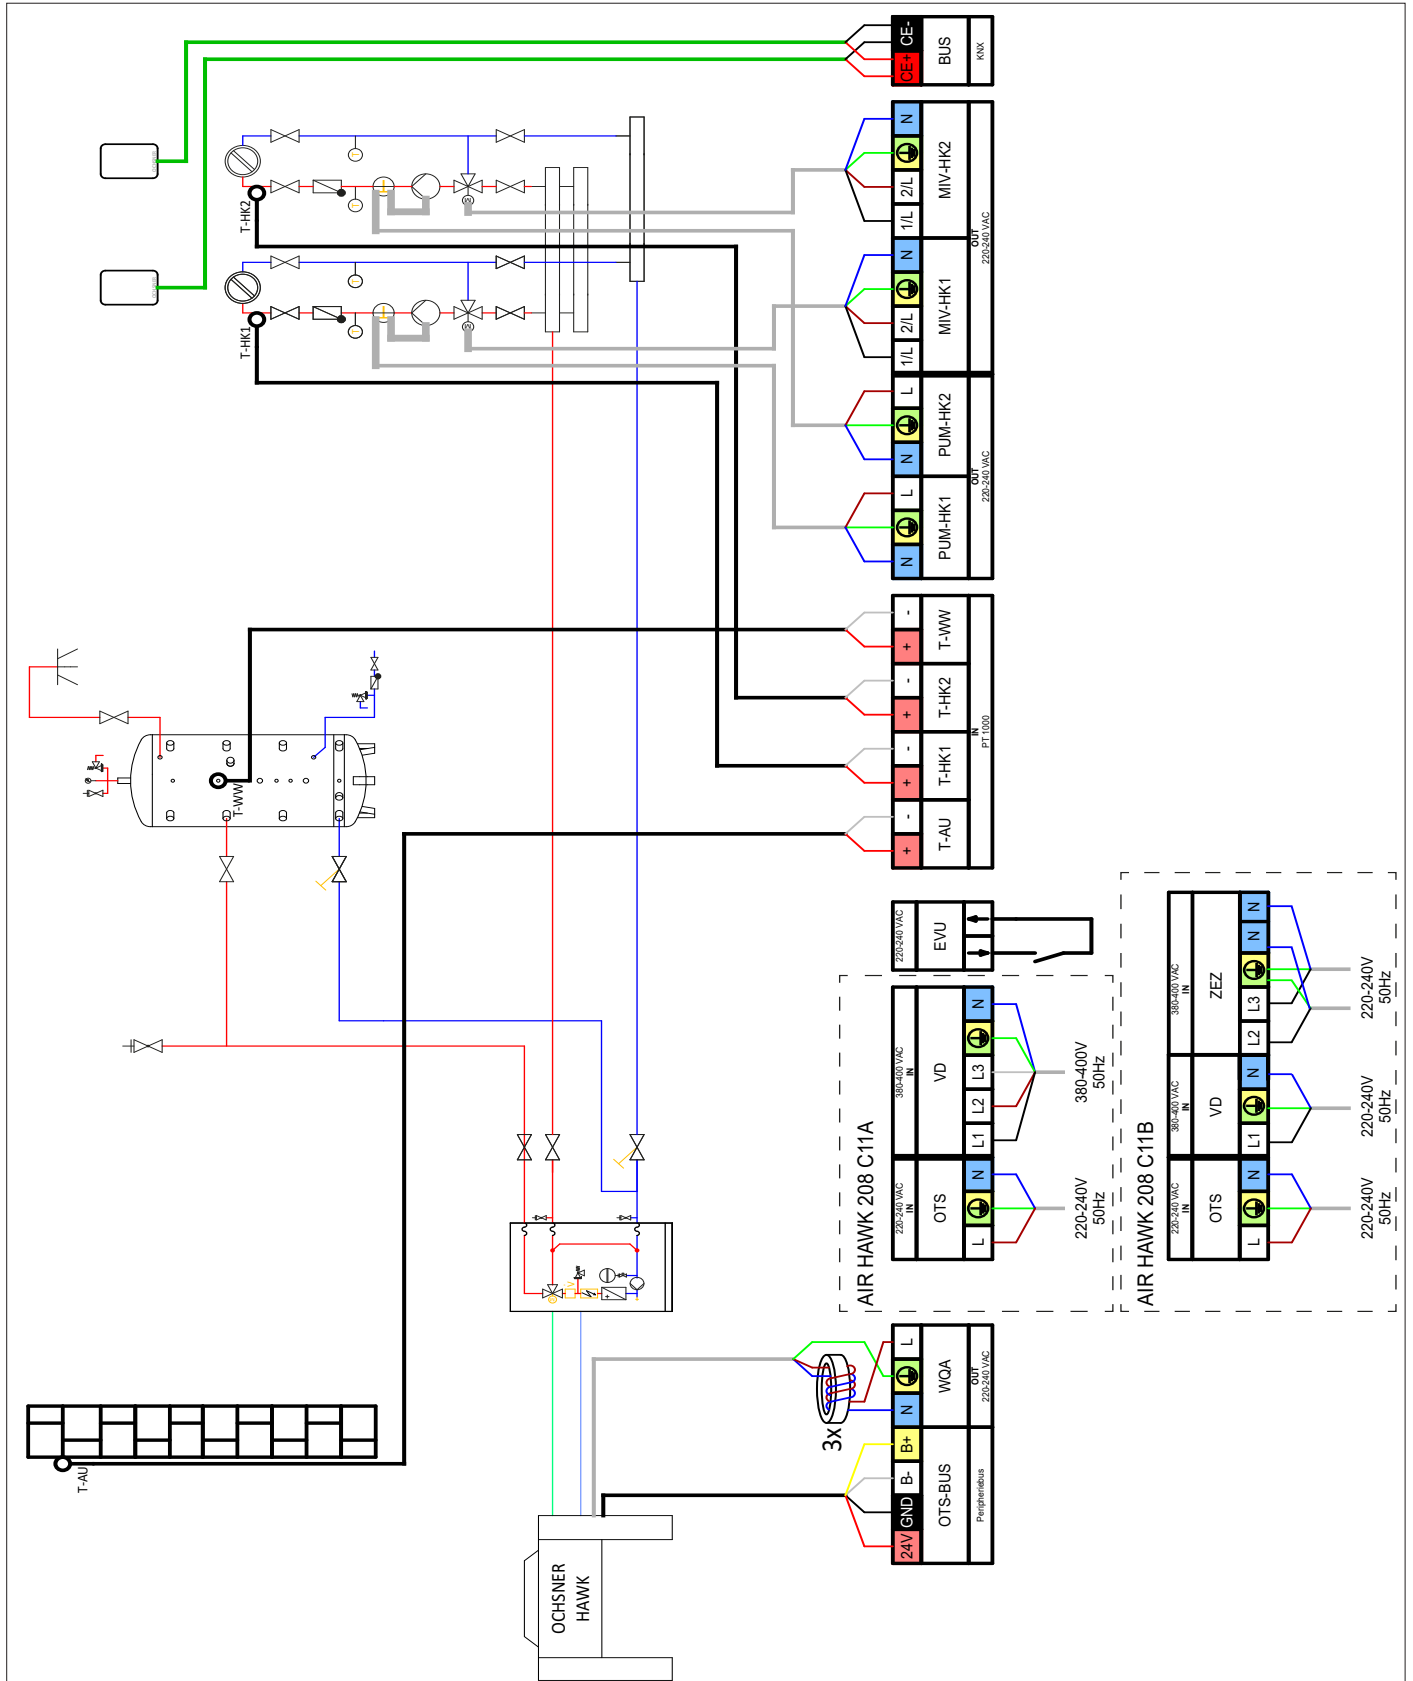 OCHSNER
HAWK
T-AU
T-WW
T-HK1
T-HK2
3x
24V
GND
B-
B+
N
L
OTS-BUS
WQA
Peripheriebus
OUT
220-240 VAC
AIR HAWK 208 C11A
220-240 VAC
IN
380-400 VAC
IN
OTS
VD
L
N
L1
L2
L3
N
220-240V
50Hz
380-400V
50Hz
220-240 VAC
EVU
AIR HAWK 208 C11B
220-240 VAC
IN
380-400 VAC
IN
380-400 VAC
IN
OTS
VD
ZEZ
L
N
L1
N
L2
L3
N
N
220-240V
50Hz
220-240V
50Hz
220-240V
50Hz
+
-
+
-
+
-
+
-
T-AU
T-HK1
T-HK2
T-WW
IN
PT 1000
N
L
N
L
1/L
2/L
N
1/L
2/L
N
PUM-HK1
PUM-HK2
MIV-HK1
MIV-HK2
OUT
220-240 VAC
OUT
220-240 VAC
CE+
CE-
BUS
KNX
T
T
T
T
M
M